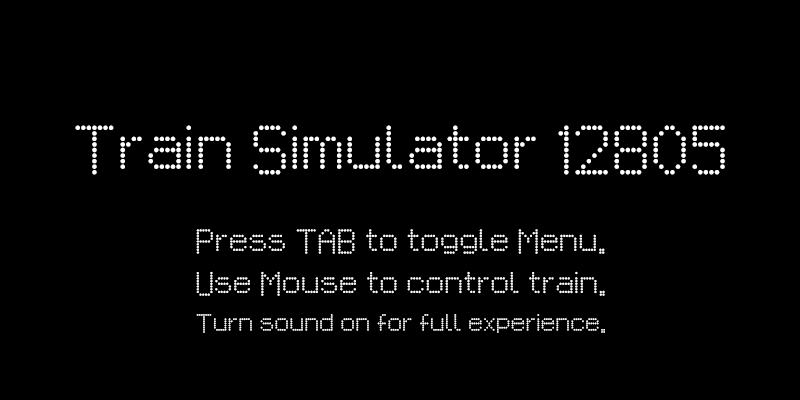 Train Simulator 12805
Press TAB to toggle Menu.
Use Mouse to control train.
Turn sound on for full experience.